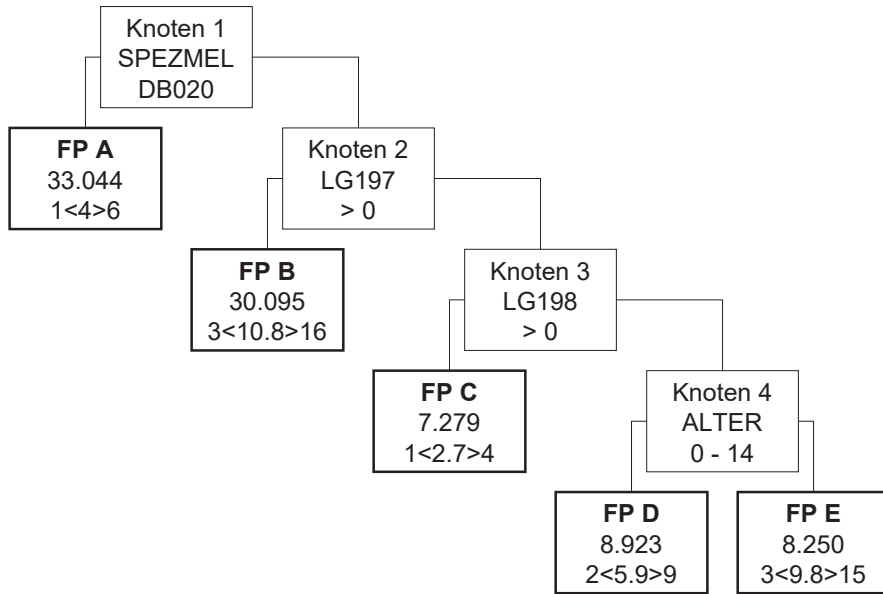 Knoten 1
SPEZMEL
DB020
FP A
33.044
1<4>6
Knoten 2
LG197
> 0
FP B
30.095
3<10.8>16
Knoten 3
LG198
> 0
FP C
7.279
1<2.7>4
Knoten 4
ALTER
0 - 14
FP D
8.923
2<5.9>9
FP E
8.250
3<9.8>15